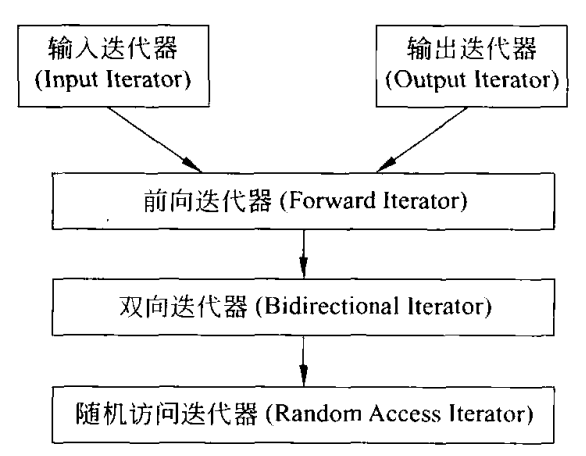 输入迭代器
(Input Iterator)
输出迭代器
(Output Iterator)
前向迭代器 (Forward Iterator)
双向迭代器 (Bidirectional Iterator)
随机访问迭代器 (Random Access Iterator)